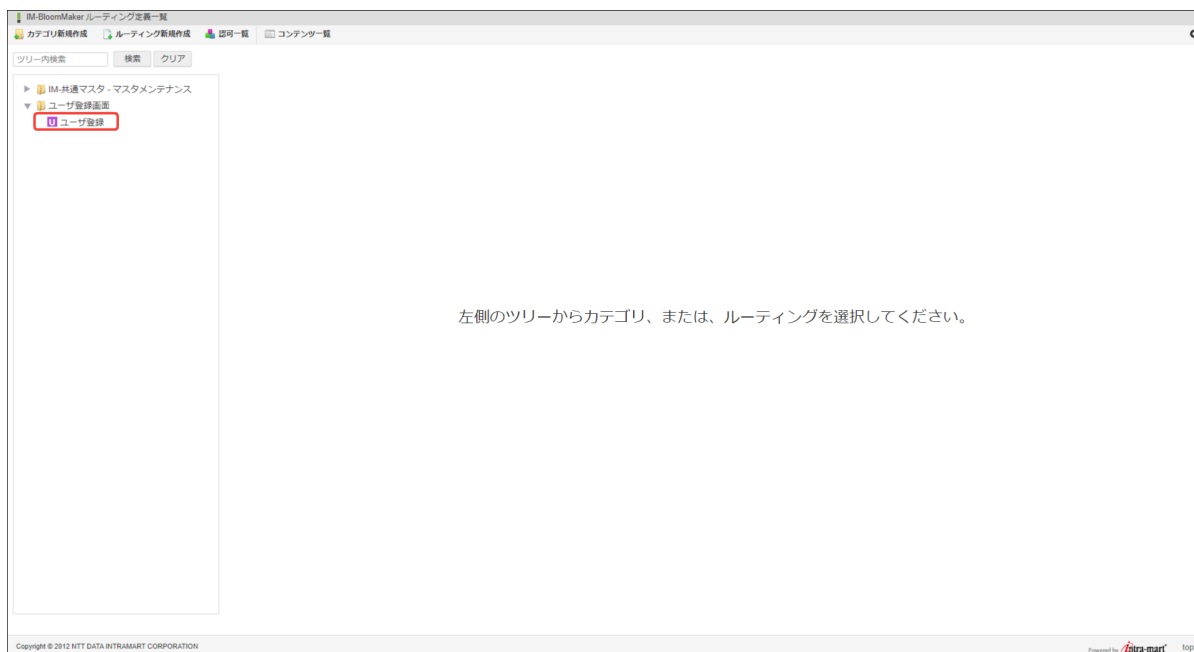 IM-BloomMaker ルーティング定義一覧
カテゴリ新規作成 ルーティング新規作成 認可一覧 コンテンツ一覧
ツリー内検索 検索 クリア
IM-共通マスタ - マスタメンテナンス
ユーザ登録画面
U ユーザ登録
左側のツリーからカテゴリ、または、ルーティングを選択してください。
Copyright © 2012 NTT DATA INTRAMART CORPORATION
Powered by intra-mart top